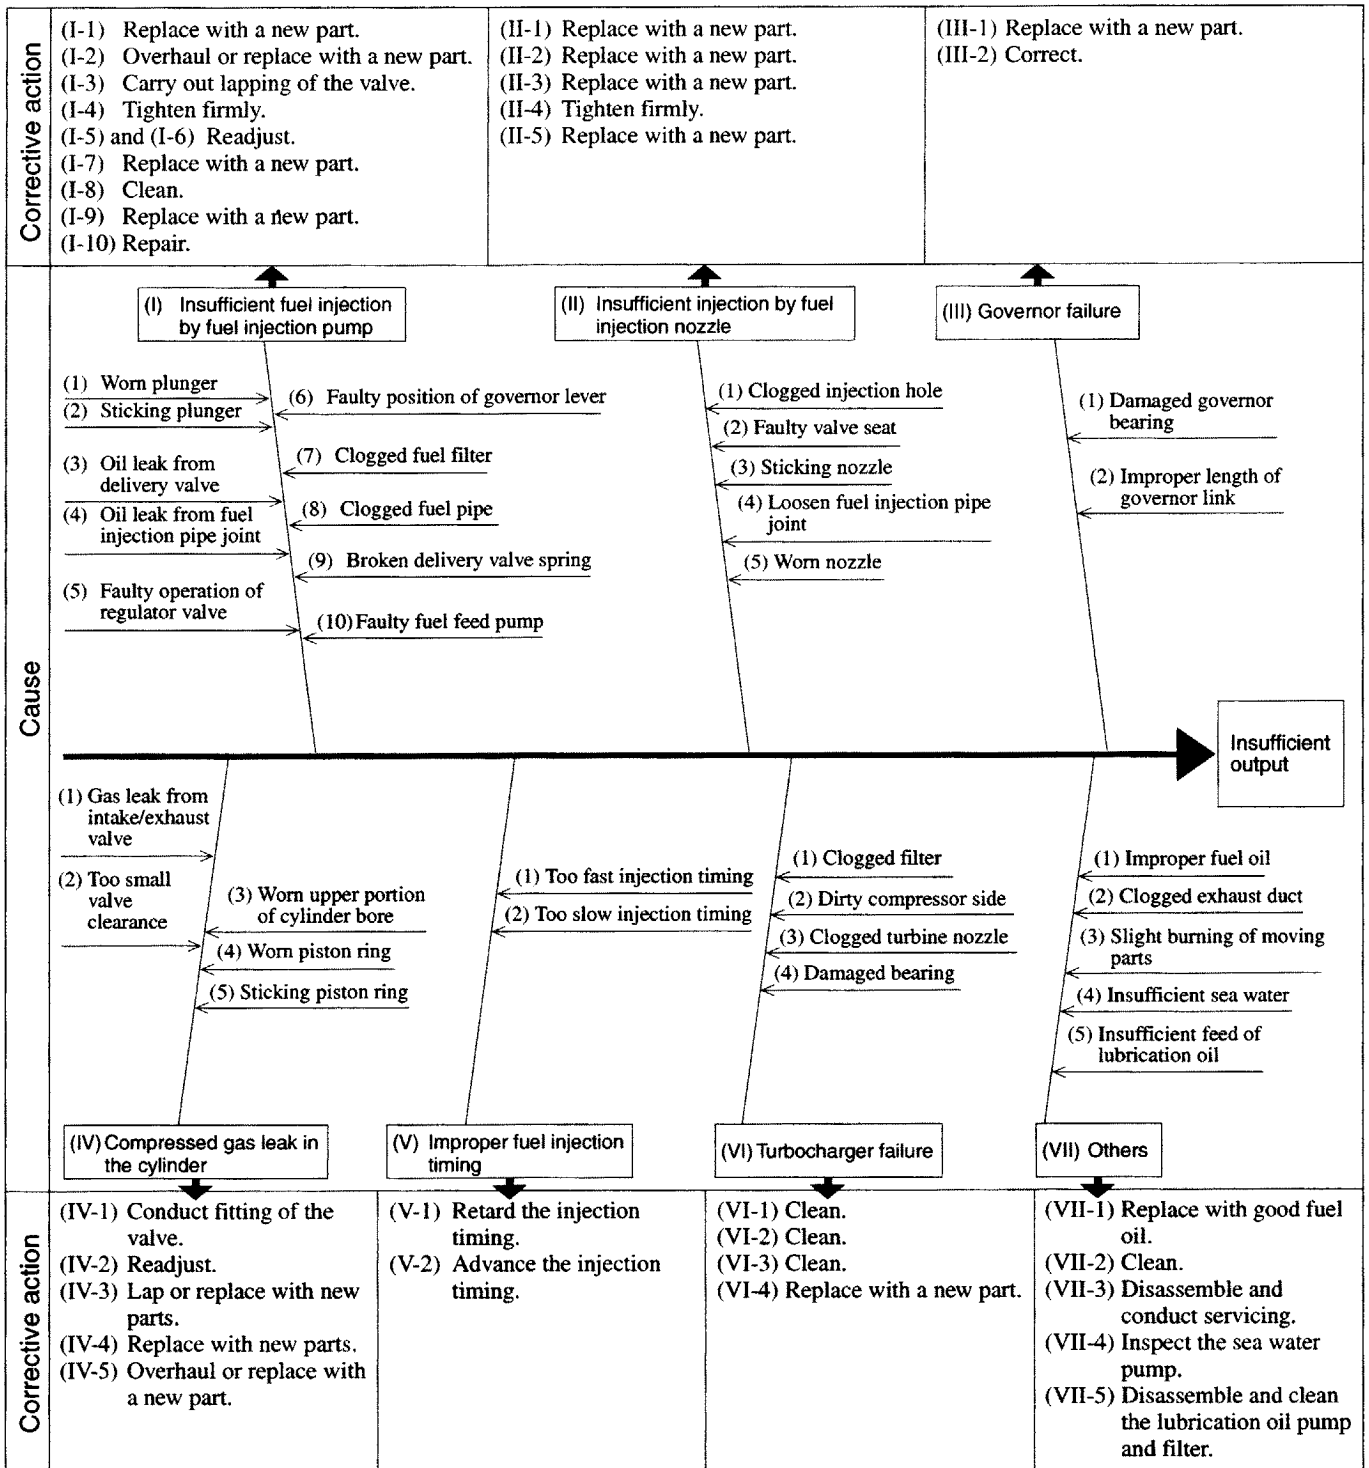 Corrective action
(I-1) Replace with a new part.
(I-2) Overhaul or replace with a new part.
(I-3) Carry out lapping of the valve.
(I-4) Tighten firmly.
(I-5) and (I-6) Readjust.
(I-7) Replace with a new part.
(I-8) Clean.
(I-9) Replace with a new part.
(I-10) Repair.
(II-1) Replace with a new part.
(II-2) Replace with a new part.
(II-3) Replace with a new part.
(II-4) Tighten firmly.
(II-5) Replace with a new part.
(III-1) Replace with a new part.
(III-2) Correct.
Cause
(I) Insufficient fuel injection
by fuel injection pump
(1) Worn plunger
(2) Sticking plunger
(3) Oil leak from
delivery valve
(4) Oil leak from fuel
injection pipe joint
(5) Faulty operation of
regulator valve
(6) Faulty position of governor lever
(7) Clogged fuel filter
(8) Clogged fuel pipe
(9) Broken delivery valve spring
(10) Faulty fuel feed pump
(II) Insufficient injection by fuel
injection nozzle
(1) Clogged injection hole
(2) Faulty valve seat
(3) Sticking nozzle
(4) Loosen fuel injection pipe
joint
(5) Worn nozzle
(III) Governor failure
(1) Damaged governor
bearing
(2) Improper length of
governor link
Insufficient
output
(1) Gas leak from
intake/exhaust
valve
(2) Too small
valve
clearance
(3) Worn upper portion
of cylinder bore
(4) Worn piston ring
(5) Sticking piston ring
(IV) Compressed gas leak in
the cylinder
(1) Too fast injection timing
(2) Too slow injection timing
(V) Improper fuel injection
timing
(1) Clogged filter
(2) Dirty compressor side
(3) Clogged turbine nozzle
(4) Damaged bearing
(VI) Turbocharger failure
(1) Improper fuel oil
(2) Clogged exhaust duct
(3) Slight burning of moving
parts
(4) Insufficient sea water
(5) Insufficient feed of
lubrication oil
(VII) Others
Corrective action
(IV-1) Conduct fitting of the
valve.
(IV-2) Readjust.
(IV-3) Lap or replace with new
parts.
(IV-4) Replace with new parts.
(IV-5) Overhaul or replace with
a new part.
(V-1) Retard the injection
timing.
(V-2) Advance the injection
timing.
(VI-1) Clean.
(VI-2) Clean.
(VI-3) Clean.
(VI-4) Replace with a new part.
(VII-1) Replace with good fuel
oil.
(VII-2) Clean.
(VII-3) Disassemble and
conduct servicing.
(VII-4) Inspect the sea water
pump.
(VII-5) Disassemble and clean
the lubrication oil pump
and filter.